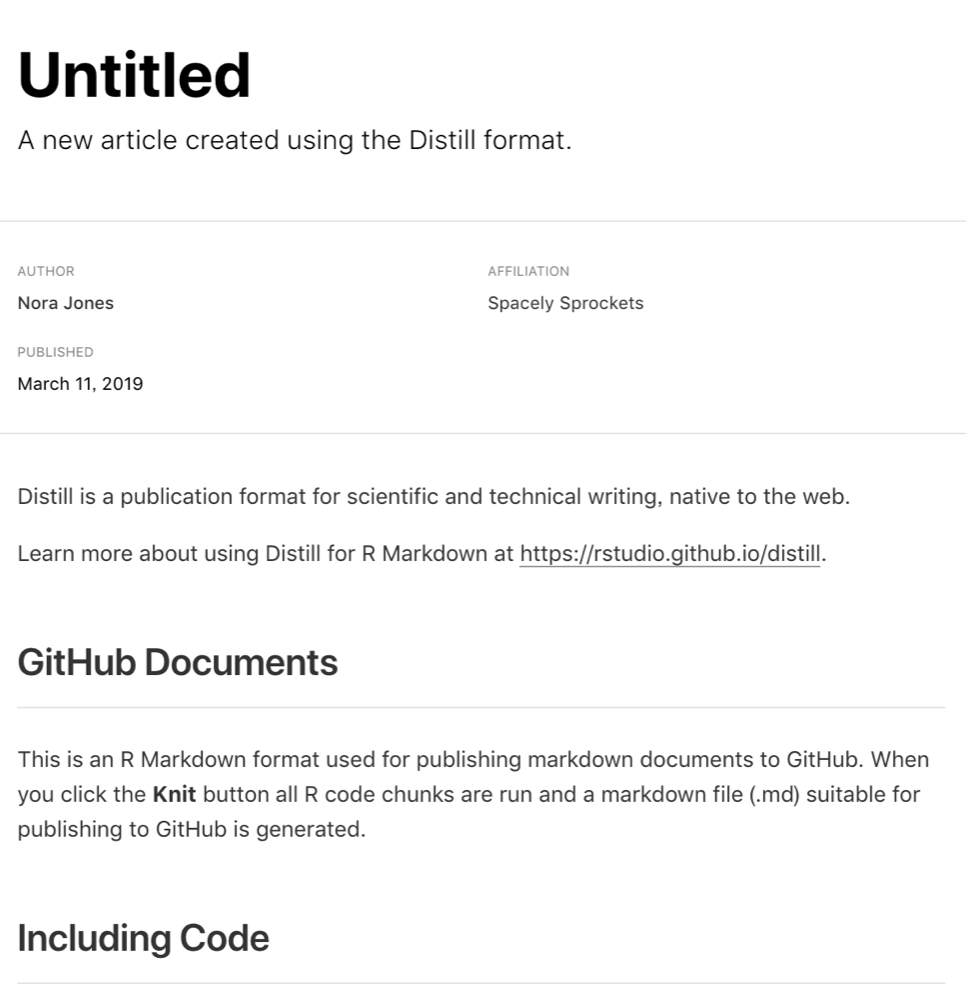 Untitled
A new article created using the Distill format.
AUTHOR
Nora Jones
AFFILIATION
Spacely Sprockets
PUBLISHED
March 11, 2019
Distill is a publication format for scientific and technical writing, native to the web.
Learn more about using Distill for R Markdown at https://rstudio.github.io/distill.
GitHub Documents
This is an R Markdown format used for publishing markdown documents to GitHub. When
you click the Knit button all R code chunks are run and a markdown file (.md) suitable for
publishing to GitHub is generated.
Including Code